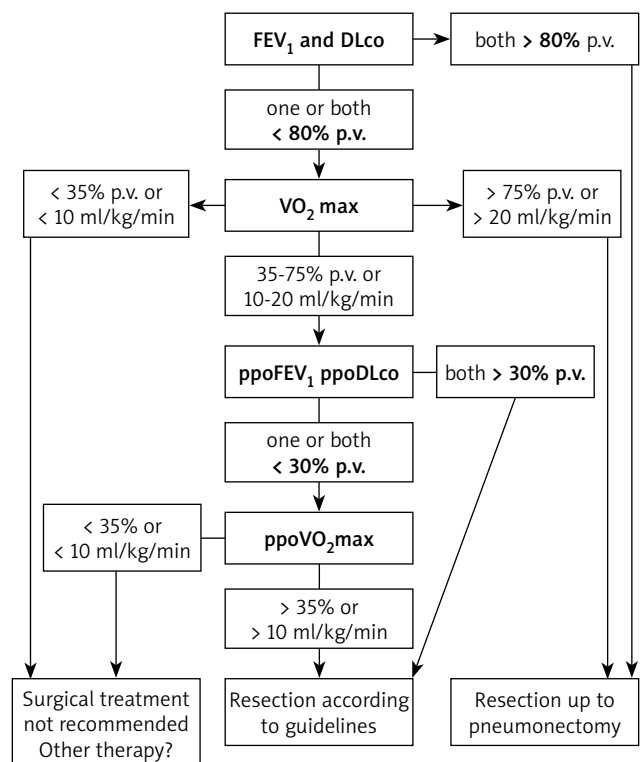 FEV₁ and DLco
both > 80% p.v.
one or both
< 80% p.v.
< 35% p.v. or
< 10 ml/kg/min
VO₂ max
> 75% p.v. or
> 20 ml/kg/min
35-75% p.v. or
10-20 ml/kg/min
ppoFEV₁ ppoDLco
both > 30% p.v.
one or both
< 30% p.v.
< 35% or
< 10 ml/kg/min
ppoVO₂max
> 35% or
> 10 ml/kg/min
Surgical treatment
not recommended
Other therapy?
Resection according
to guidelines
Resection up to
pneumonectomy